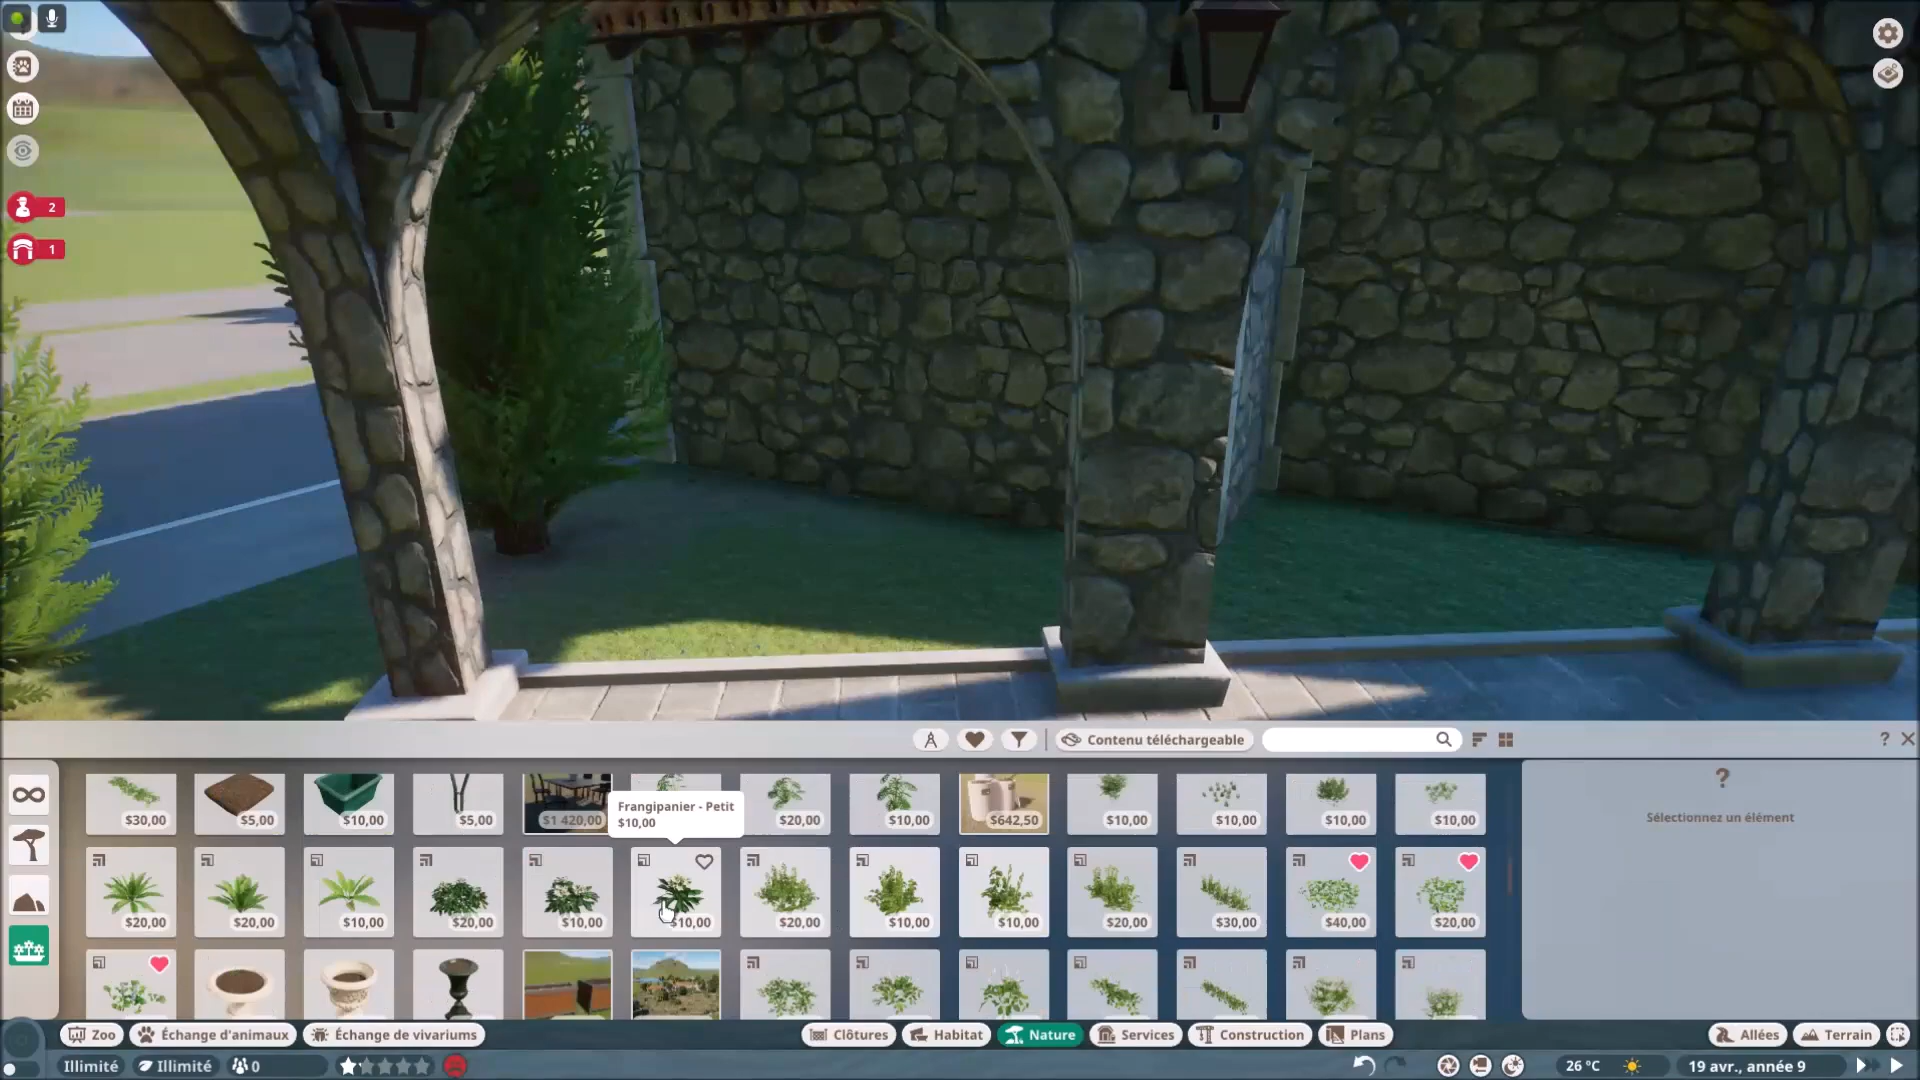 2
1
Contenu téléchargeable
?
$30,00
$5,00
$10,00
$5,00
$1 420,00
Frangipanier - Petit
$10,00
$20,00
$10,00
$642,50
$10,00
$10,00
$10,00
$10,00
?
Sélectionnez un élément
$20,00
$20,00
$10,00
$20,00
$10,00
$10,00
$20,00
$10,00
$10,00
$20,00
$30,00
$40,00
$20,00
Zoo
Échange d'animaux
Échange de vivariums
Clôtures
Habitat
Nature
Services
Construction
Plans
Allées
Terrain
Illimité
Illimité
0
26 °C
19 avr., année 9